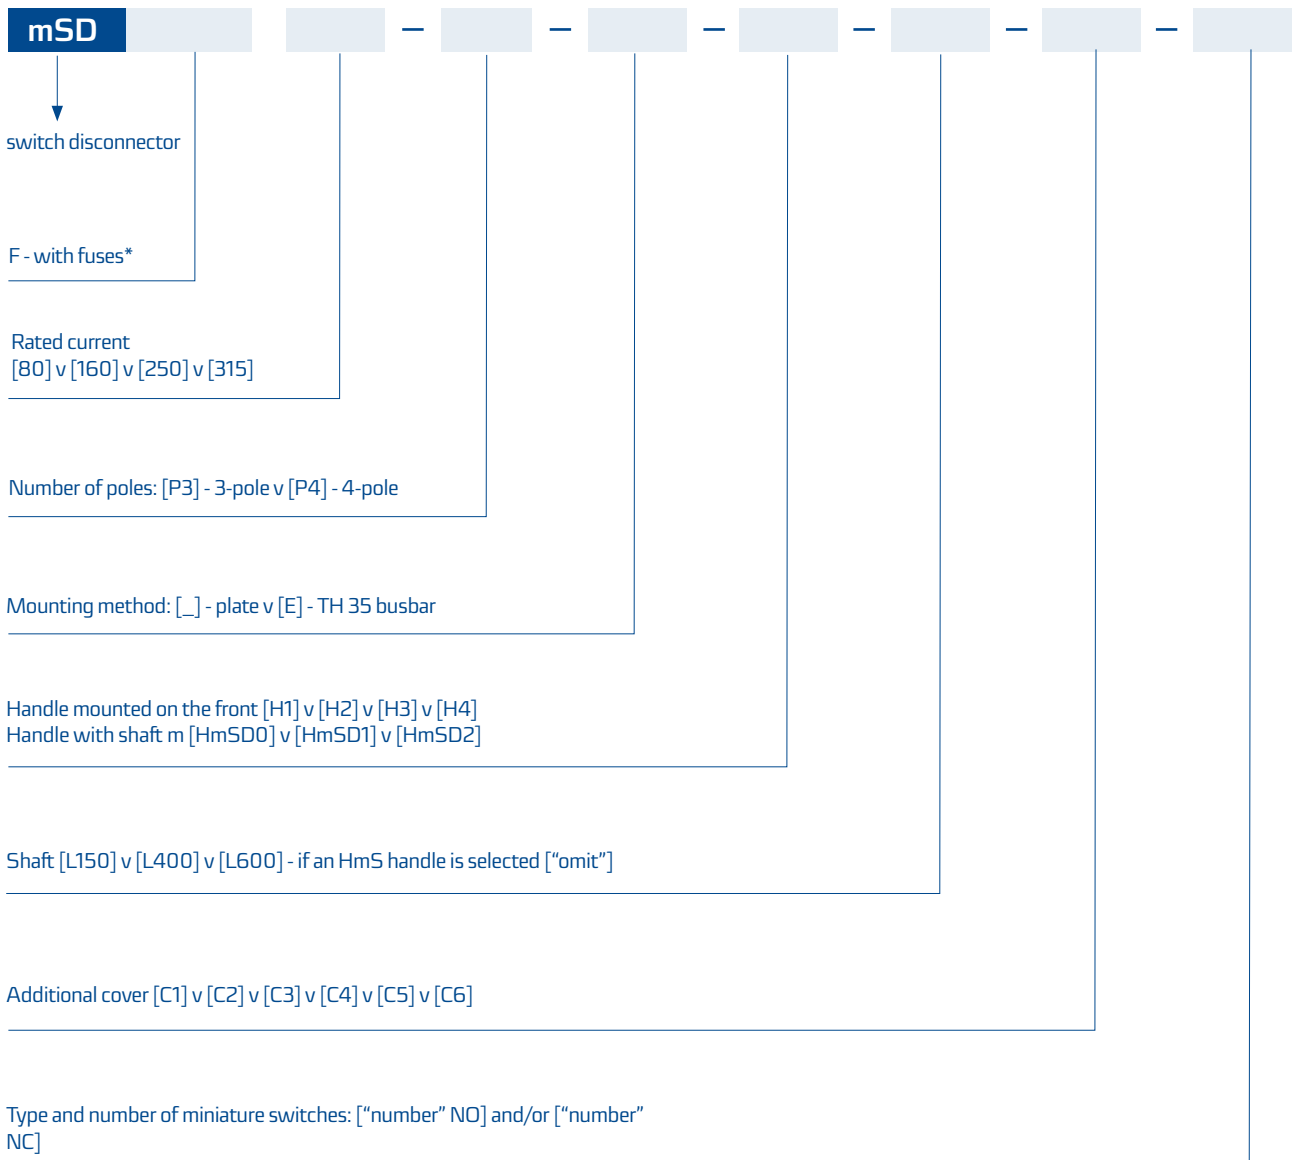 mSD – – – – – –
switch disconnector
F - with fuses*
Rated current
[80] v [160] v [250] v [315]
Number of poles: [P3] - 3-pole v [P4] - 4-pole
Mounting method: [_] - plate v [E] - TH 35 busbar
Handle mounted on the front [H1] v [H2] v [H3] v [H4]
Handle with shaft m [HmSD0] v [HmSD1] v [HmSD2]
Shaft [L150] v [L400] v [L600] - if an HmS handle is selected [“omit”]
Additional cover [C1] v [C2] v [C3] v [C4] v [C5] v [C6]
Type and number of miniature switches: [“number” NO] and/or [“number”
NC]